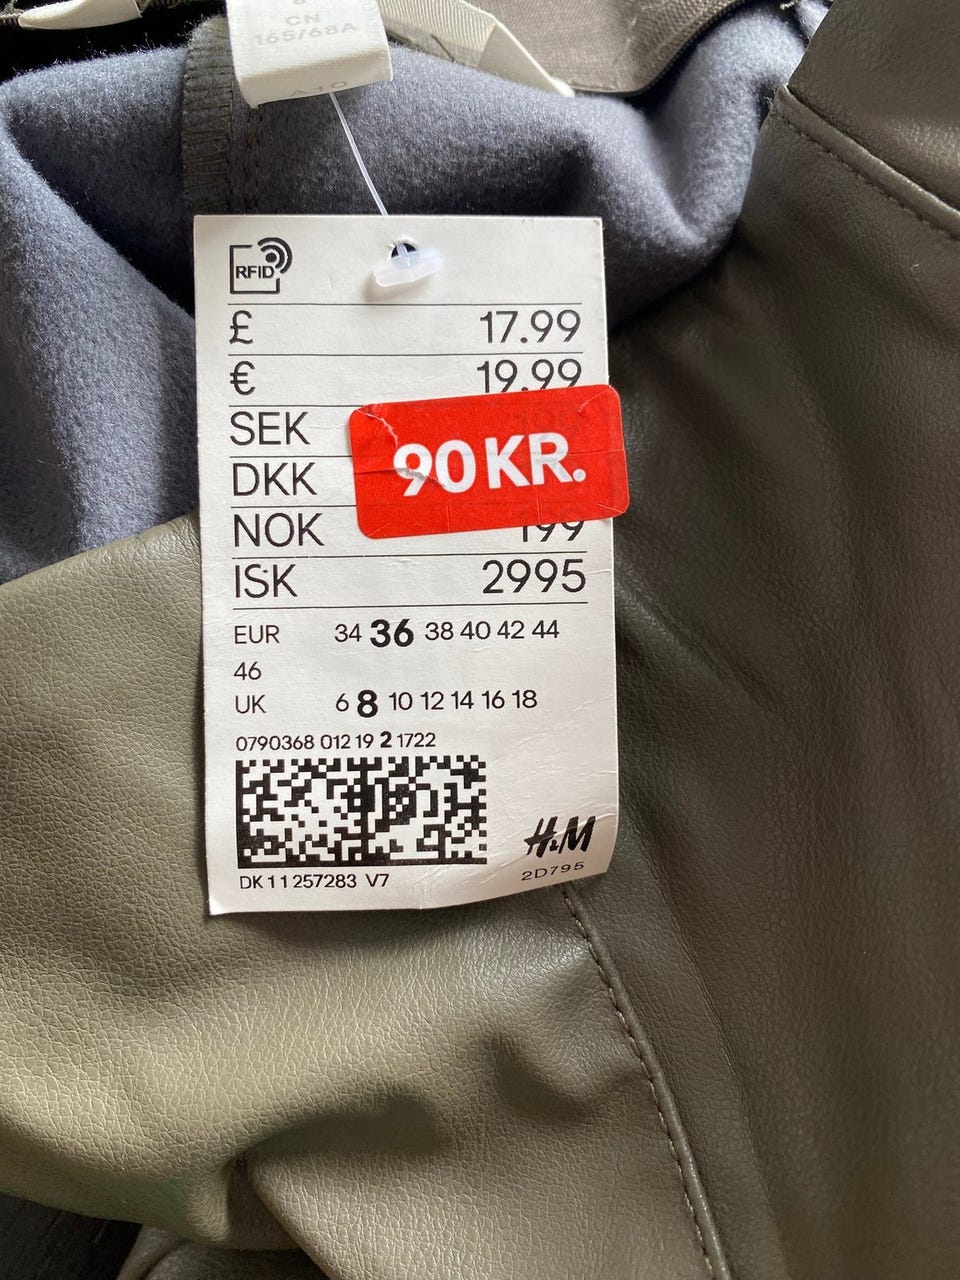 CN
165/68A
RFID
£ 17.99
€ 19.99
SEK
90 KR.
DKK
NOK 199
ISK 2995
EUR 34 36 38 40 42 44
46
UK 6 8 10 12 14 16 18
0790368 012 19 2 1722
H&M
DK 11 257283 V7
2D795